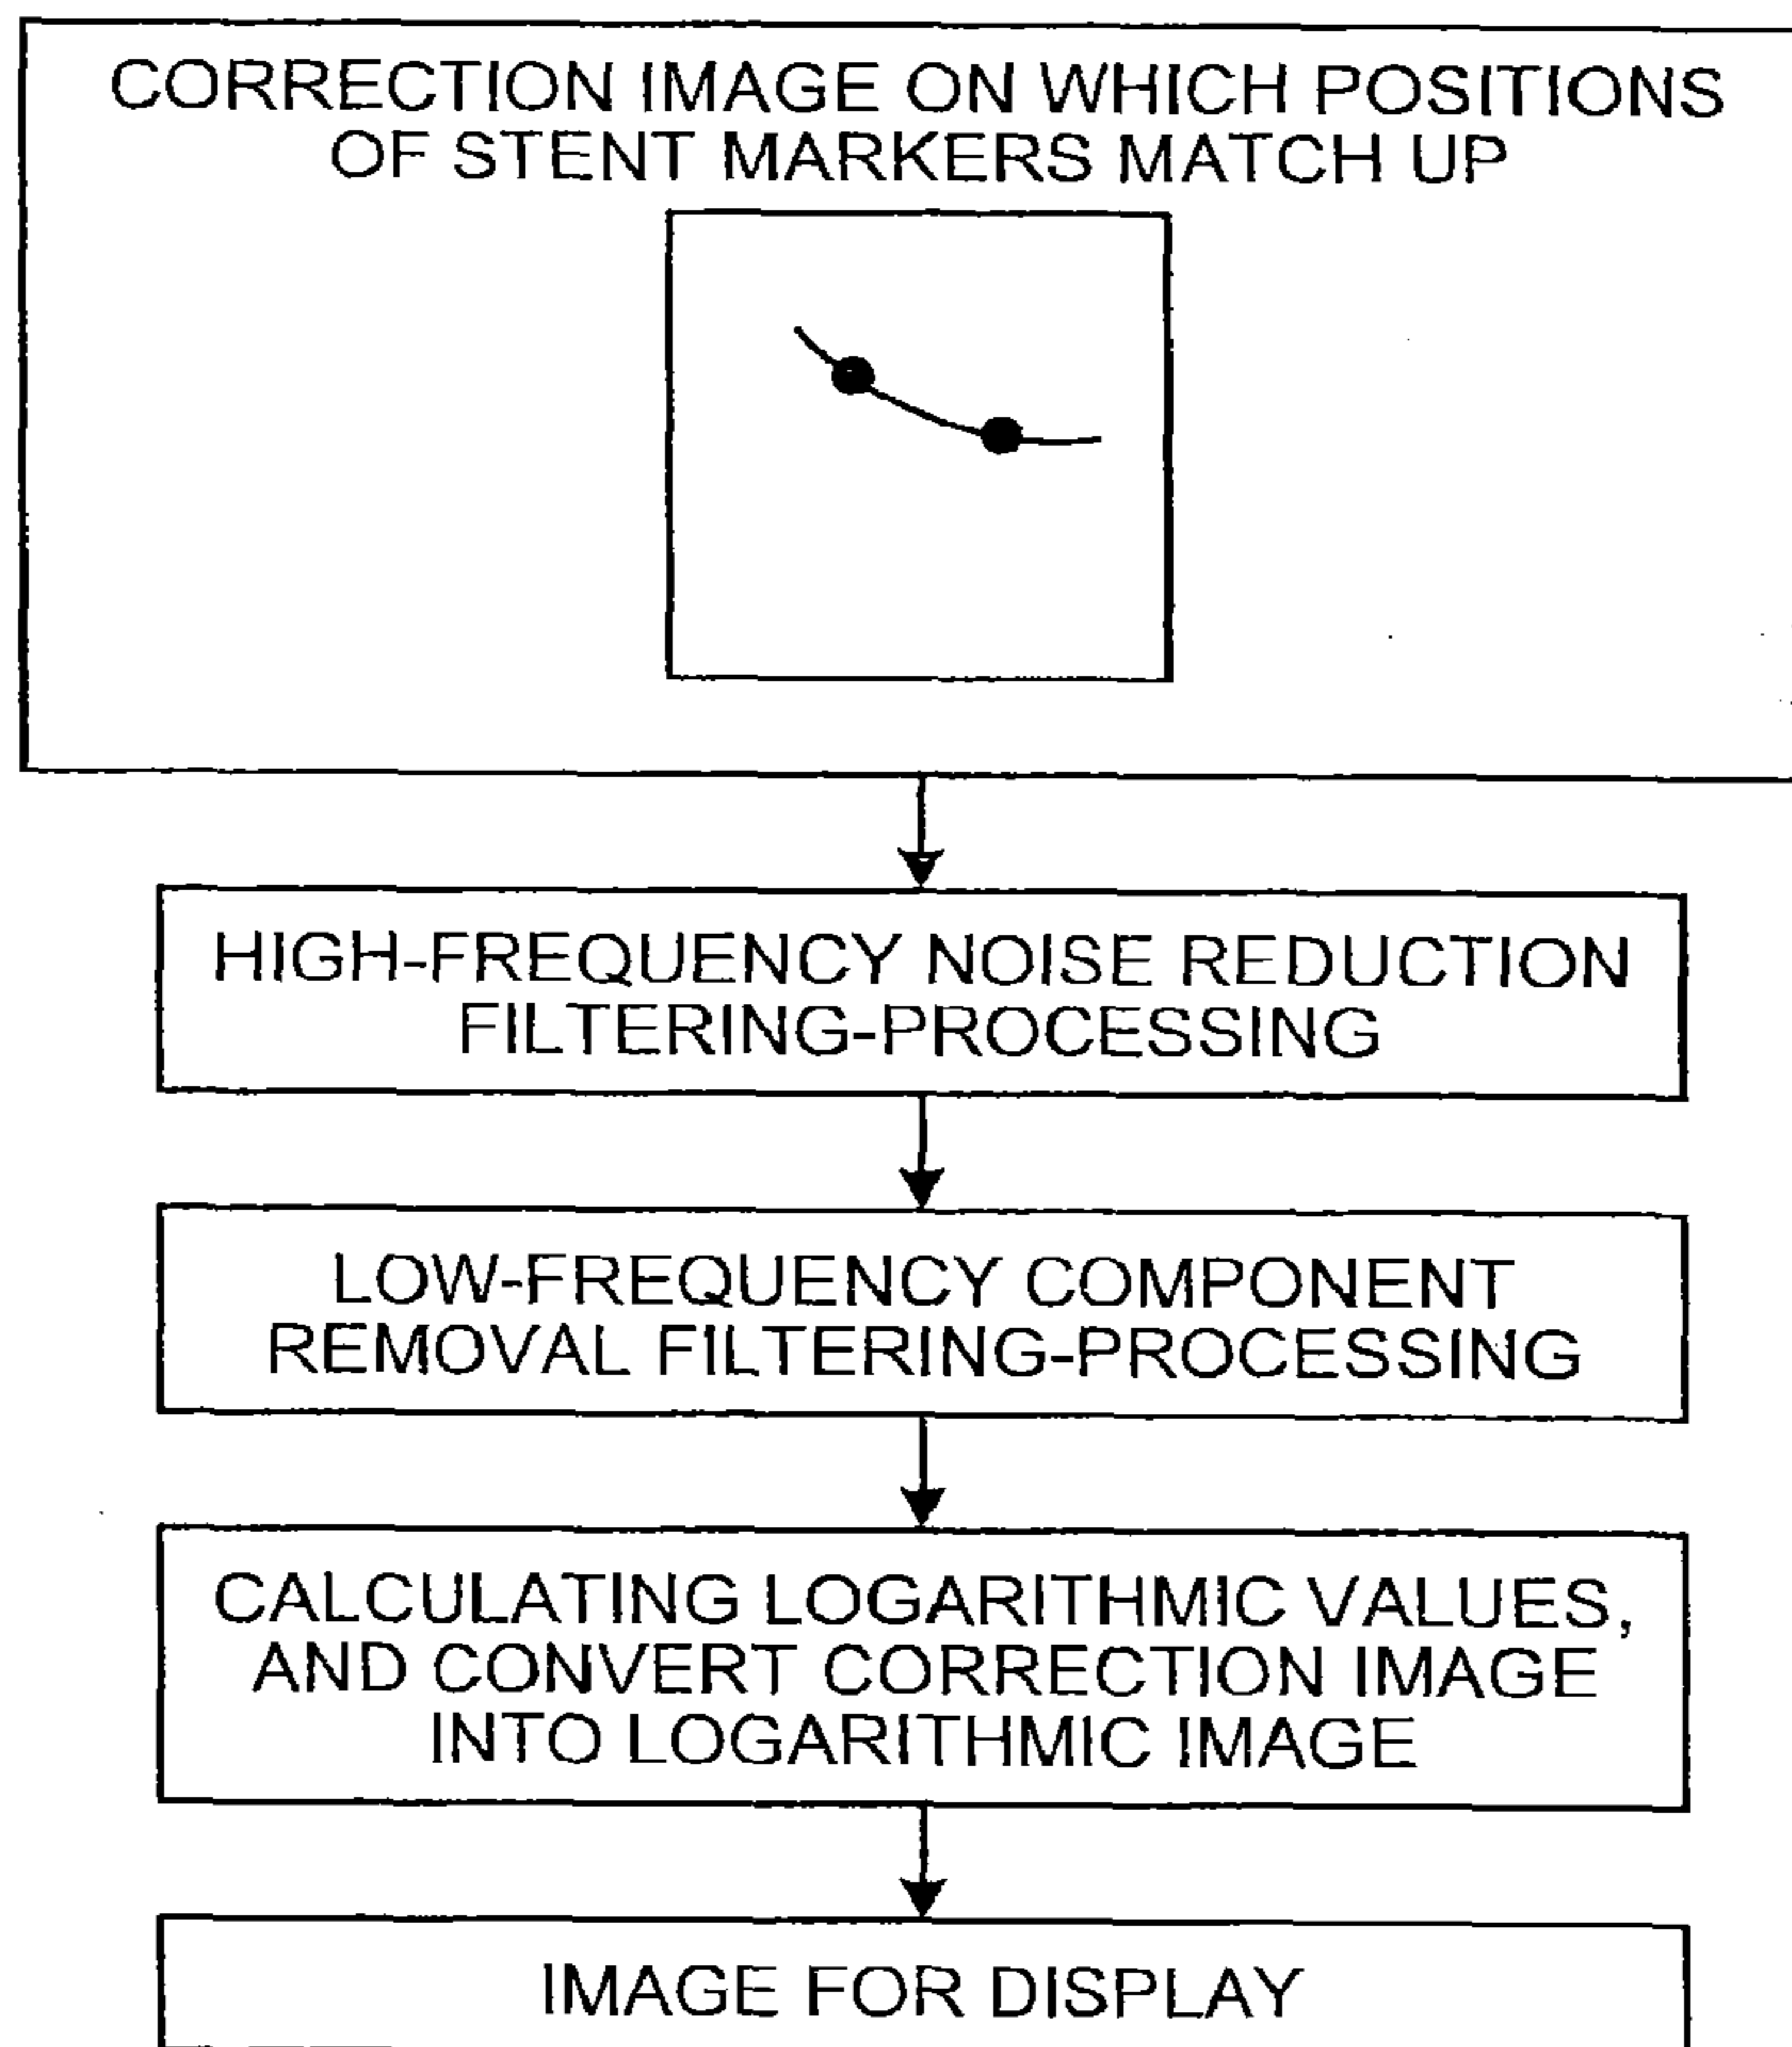 CORRECTION IMAGE ON WHICH POSITIONS
OF STENT MARKERS MATCH UP
HIGH-FREQUENCY NOISE REDUCTION
FILTERING-PROCESSING
LOW-FREQUENCY COMPONENT
REMOVAL FILTERING-PROCESSING
CALCULATING LOGARITHMIC VALUES,
AND CONVERT CORRECTION IMAGE
INTO LOGARITHMIC IMAGE
IMAGE FOR DISPLAY